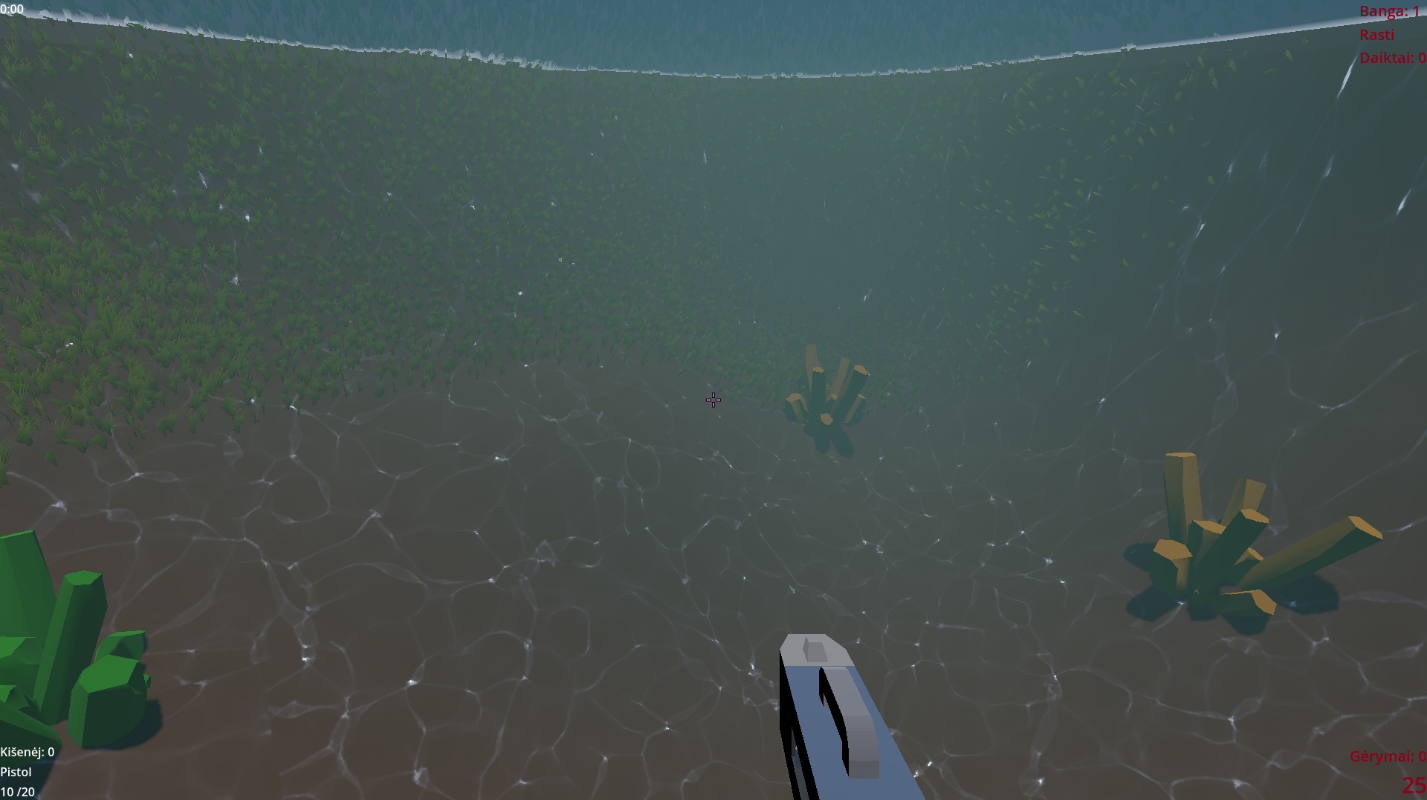 0:00
Banga: 1
Rasti
Daiktai: 0
Kišenėj: 0
Pistol
10 /20
Gėrymai: 0
25